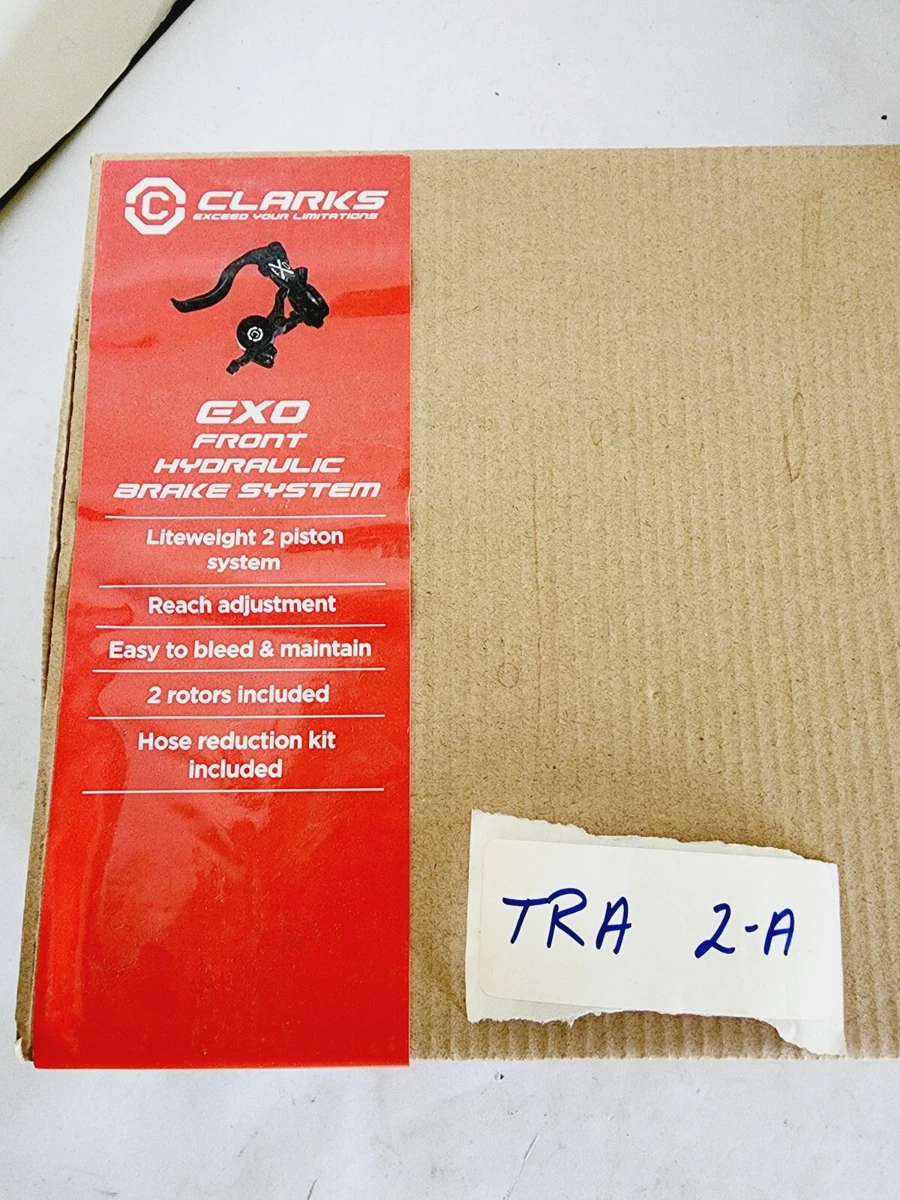 CLARKS
EXCEED YOUR LIMITATIONS
EXO
FRONT
HYDRAULIC
BRAKE SYSTEM
Liteweight 2 piston
system
Reach adjustment
Easy to bleed & maintain
2 rotors included
Hose reduction kit
included
TRA 2-A